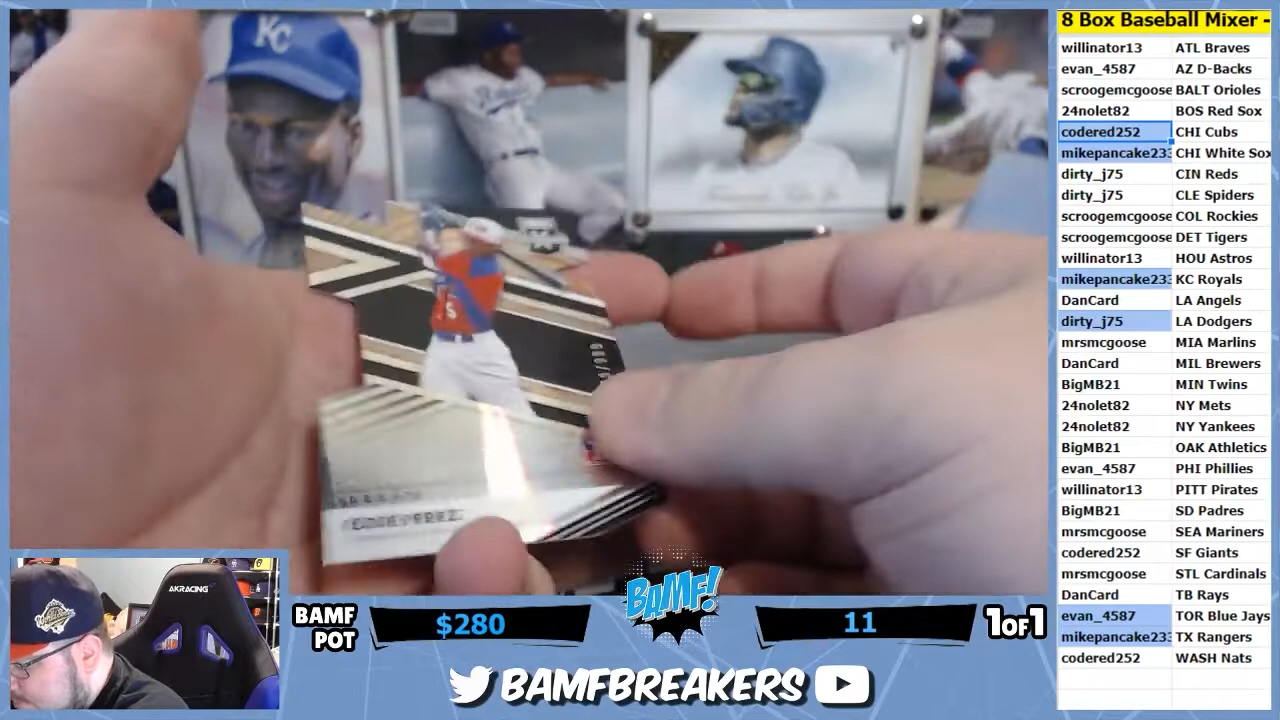 8 Box Baseball Mixer -
willinator13 ATL Braves
evan_4587 AZ D-Backs
scroogemcgoose BALT Orioles
24nolet82 BOS Red Sox
codered252 CHI Cubs
mikepancake233 CHI White Sox
dirty_j75 CIN Reds
dirty_j75 CLE Spiders
scroogemcgoose COL Rockies
scroogemcgoose DET Tigers
willinator13 HOU Astros
mikepancake233 KC Royals
DanCard LA Angels
dirty_j75 LA Dodgers
mrsmcgoose MIA Marlins
DanCard MIL Brewers
BigMB21 MIN Twins
24nolet82 NY Mets
24nolet82 NY Yankees
BigMB21 OAK Athletics
evan_4587 PHI Phillies
willinator13 PITT Pirates
BigMB21 SD Padres
mrsmcgoose SEA Mariners
codered252 SF Giants
mrsmcgoose STL Cardinals
DanCard TB Rays
evan_4587 TOR Blue Jays
mikepancake233 TX Rangers
codered252 WASH Nats
KC
AKRACING
BAMF POT
$280
BAMF!
11
1OF1
BAMFBREAKERS